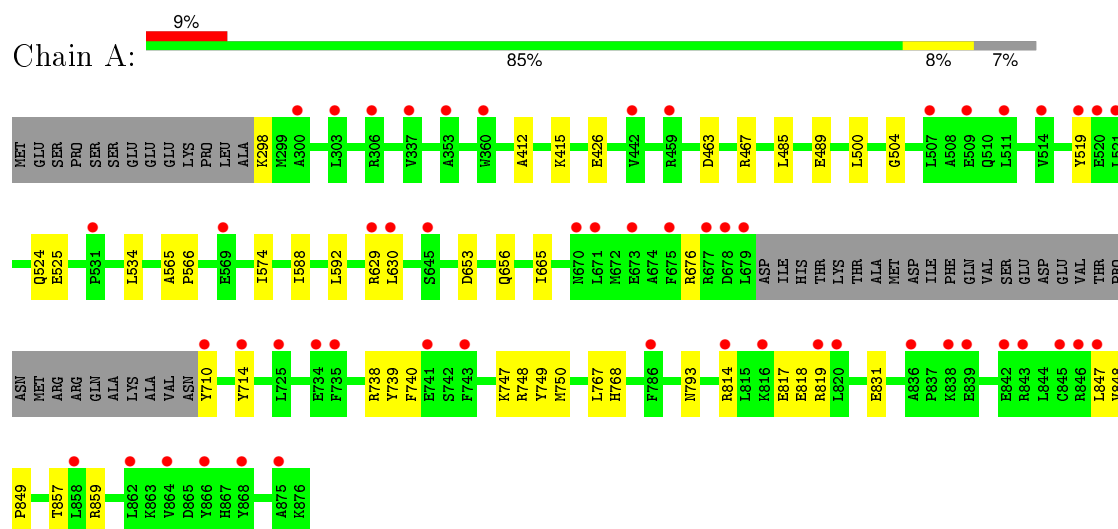 9%
Chain A:
85% 8% 7%
MET GLU SER PRO SER SER GLU GLU GLU LYS PRO LEU ALA K298 M299 A300 L303 R306 V337 A353 W360 A412 K415 E426 V442 R459 D463 R467 L485 E489 L500 G504 L507 A508 E509 Q510 L511 V514 Y519 E520 L521
Q524 E525 P531 L534 A565 P566 E569 I574 I588 L592 R629 L630 S645 D653 Q656 I665 N670 L671 M672 E673 A674 F675 R676 R677 D678 L679 ASP ILE HIS THR LYS THR ALA MET ASP ILE PHE GLN VAL SER GLU ASP GLU VAL THR PRO
ASN MET ARG ARG GLN ALA LYS ALA VAL ASN Y710 Y714 L725 E734 F735 R738 Y739 F740 E741 S742 F743 K747 R748 Y749 M750 L767 H768 F786 N793 R814 L815 K816 E817 E818 R819 L820 E831 A836 P837 K838 E839 E842 R843 L844 C845 R846 L847 V848
P849 T857 L858 R859 L862 K863 V864 D865 Y866 H867 Y868 A875 K876